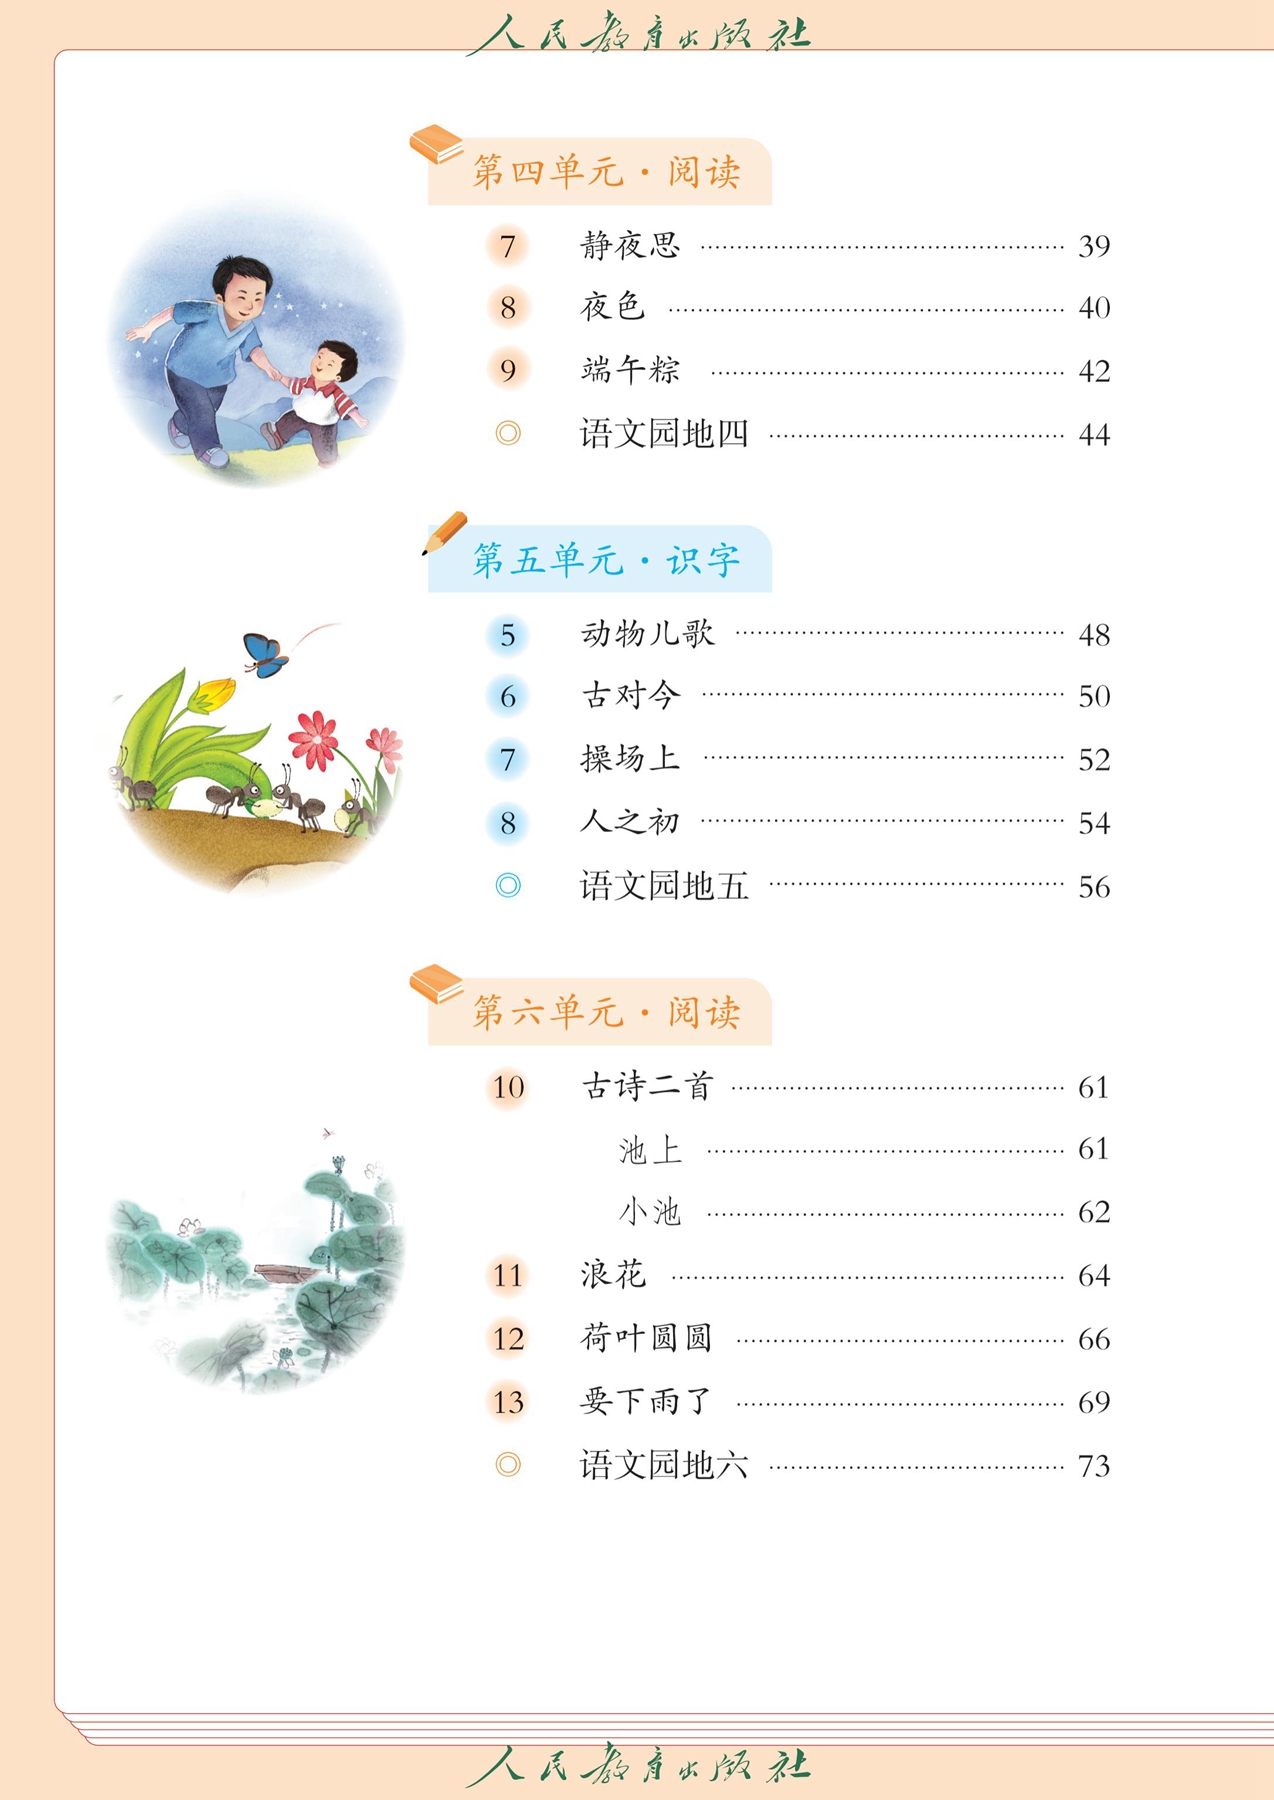 人民教育出版社
第四单元·阅读
7 静夜思 39
8 夜色 40
9 端午粽 42
◎ 语文园地四 44
第五单元·识字
5 动物儿歌 48
6 古对今 50
7 操场上 52
8 人之初 54
◎ 语文园地五 56
第六单元·阅读
10 古诗二首 61
池上 61
小池 62
11 浪花 64
12 荷叶圆圆 66
13 要下雨了 69
◎ 语文园地六 73
人民教育出版社